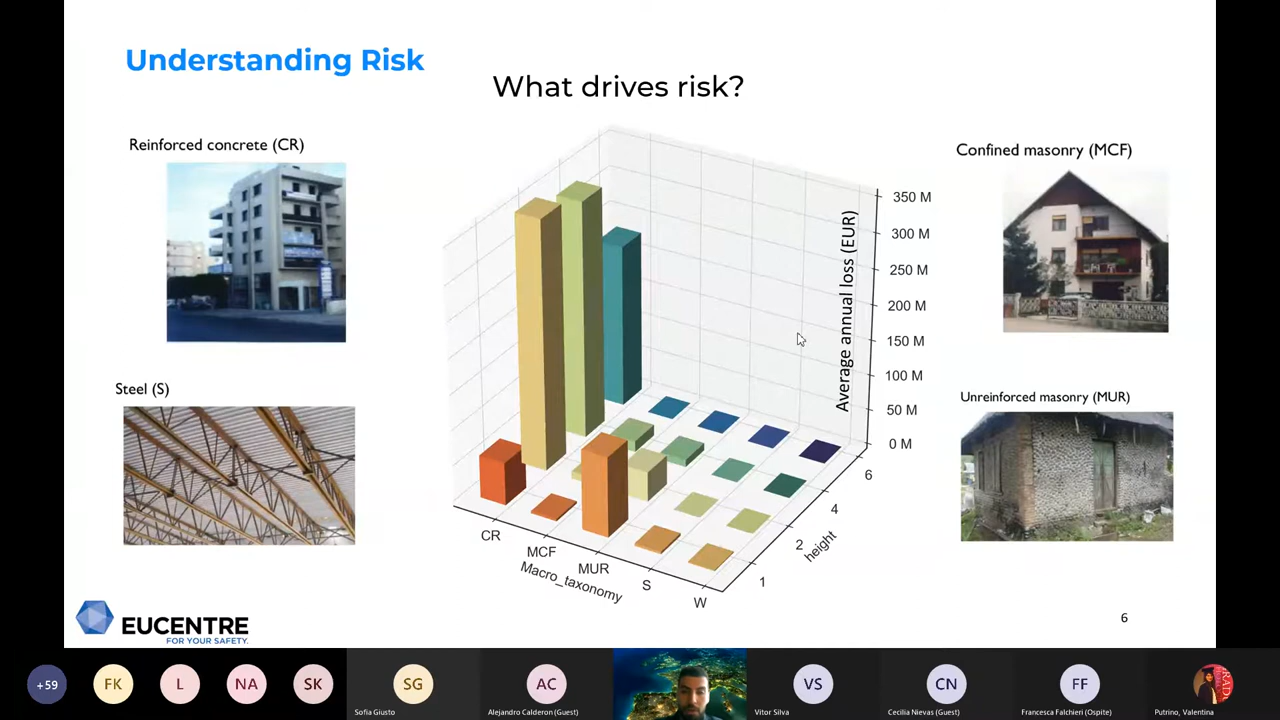 Understanding Risk
What drives risk?
Reinforced concrete (CR)
Confined masonry (MCF)
Steel (S)
Unreinforced masonry (MUR)
Average annual loss (EUR)
350 M
300 M
250 M
200 M
150 M
100 M
50 M
0 M
6
4
2
1
height
CR
MCF
MUR
S
W
Macro_taxonomy
EUCENTRE
FOR YOUR SAFETY.
6
+59
FK
L
NA
SK
SG
AC
VS
CN
FF
Sofia Giusto
Alejandro Calderon (Guest)
Vitor Silva
Cecilia Nievas (Guest)
Francesca Falchieri (Ospite)
Putrino, Valentina